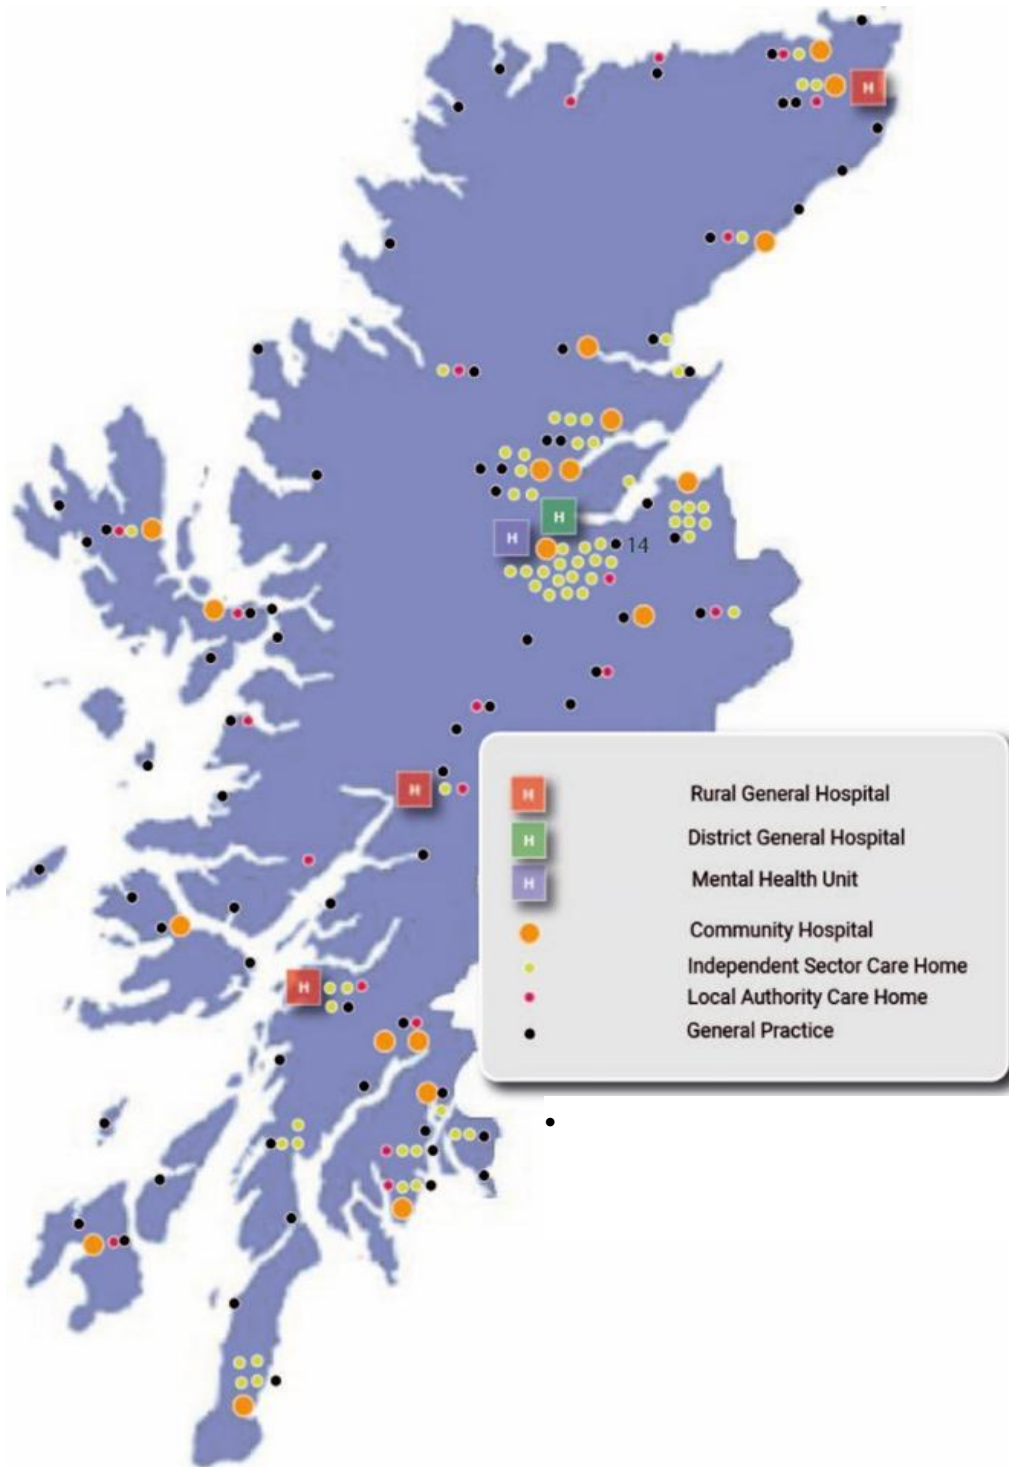 H
H
H
14
H
Rural General Hospital
H
District General Hospital
H
Mental Health Unit
H
Community Hospital
Independent Sector Care Home
Local Authority Care Home
General Practice
H